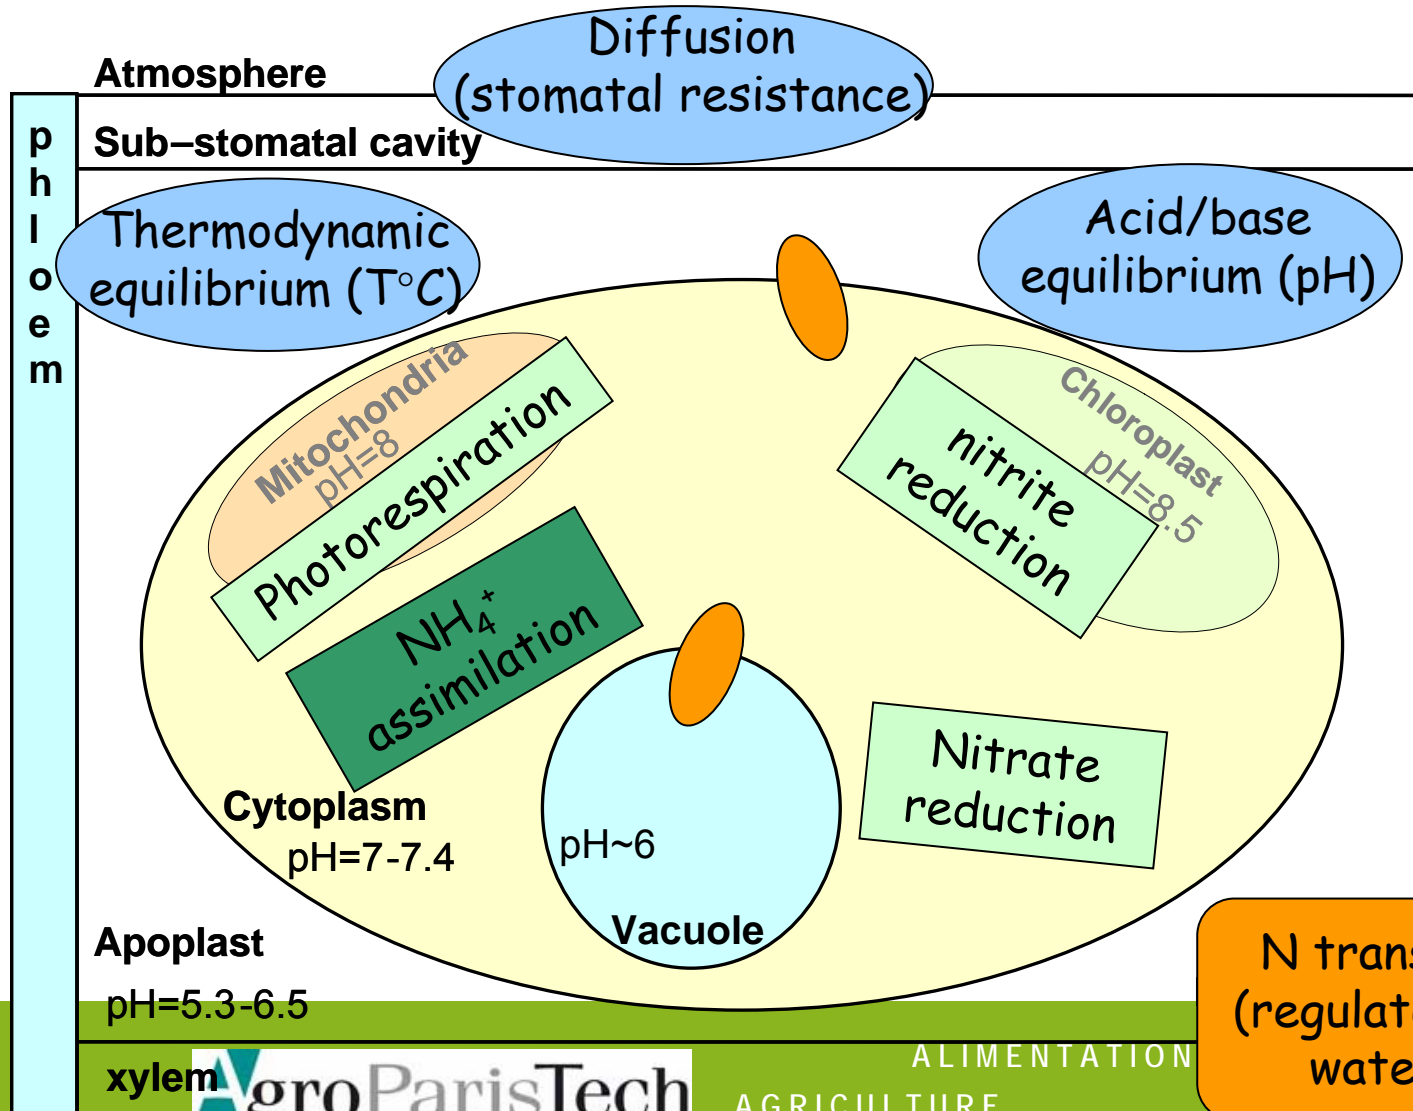 Diffusion
(stomatal resistance)
Atmosphere
Sub–stomatal cavity
phloem
Thermodynamic
equilibrium (T°C)
Acid/base
equilibrium (pH)
Mitochondria
pH=8
Photorespiration
Chloroplast
pH=8.5
nitrite
reduction
NH₄⁺
assimilation
Nitrate
reduction
Cytoplasm
pH=7-7.4
pH~6
Vacuole
Apoplast
pH=5.3-6.5
N trans
(regulat
wate
xylem
AgroParisTech
ALIMENTATION
AGRICULTURE